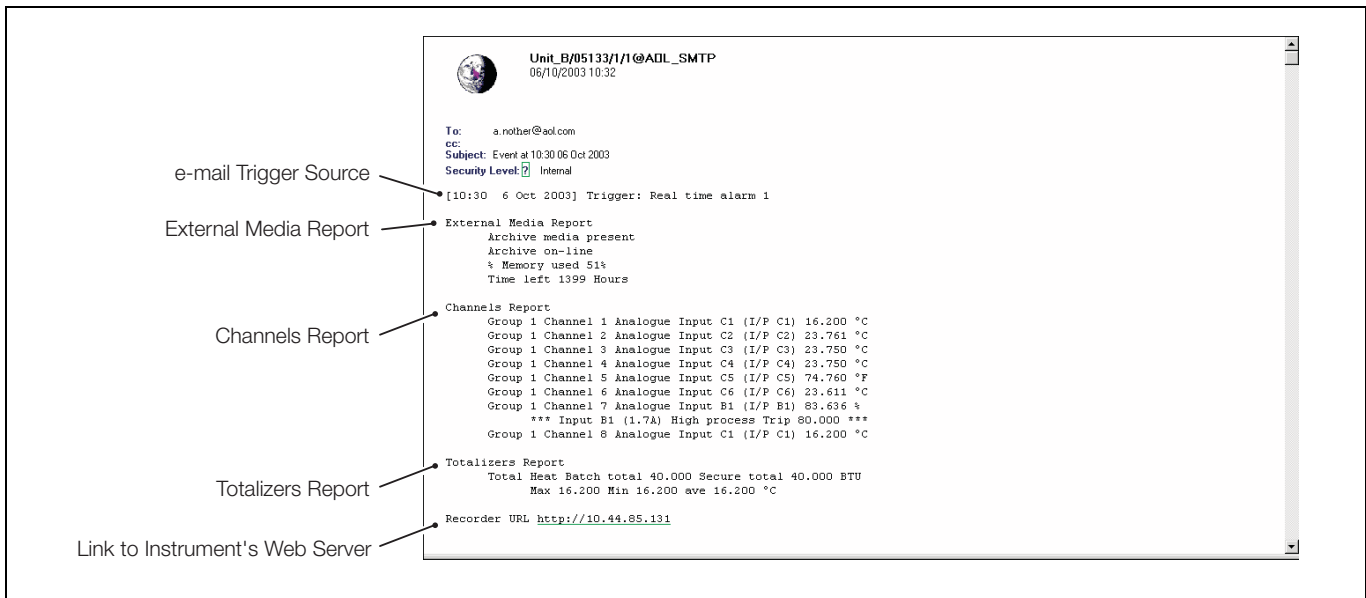 Unit_B/05133/1/1@AOL_SMTP
06/10/2003 10:32
To: a.nother@aol.com
cc:
Subject: Event at 10:30 06 Oct 2003
Security Level: ? Internal
e-mail Trigger Source
[10:30 6 Oct 2003] Trigger: Real time alarm 1
External Media Report
External Media Report
Archive media present
Archive on-line
% Memory used 51%
Time left 1399 Hours
Channels Report
Channels Report
Group 1 Channel 1 Analogue Input C1 (I/P C1) 16.200 °C
Group 1 Channel 2 Analogue Input C2 (I/P C2) 23.761 °C
Group 1 Channel 3 Analogue Input C3 (I/P C3) 23.750 °C
Group 1 Channel 4 Analogue Input C4 (I/P C4) 23.750 °C
Group 1 Channel 5 Analogue Input C5 (I/P C5) 74.760 °F
Group 1 Channel 6 Analogue Input C6 (I/P C6) 23.611 °C
Group 1 Channel 7 Analogue Input B1 (I/P B1) 83.636 %
*** Input B1 (1.7A) High process Trip 80.000 ***
Group 1 Channel 8 Analogue Input C1 (I/P C1) 16.200 °C
Totalizers Report
Totalizers Report
Total Heat Batch total 40.000 Secure total 40.000 BTU
Max 16.200 Min 16.200 ave 16.200 °C
Link to Instrument's Web Server
Recorder URL http://10.44.85.131